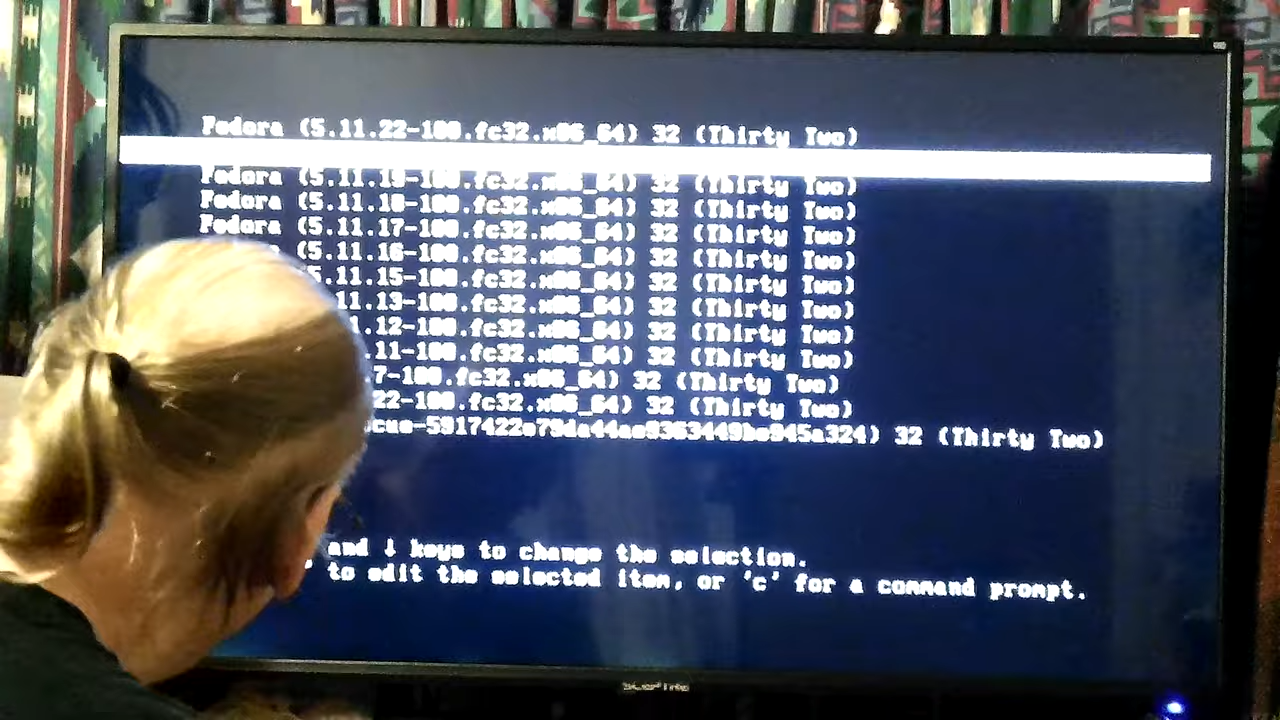 Fedora (5.11.22-100.fc32.x86_64) 32 (Thirty Two)
Fedora (5.11.19-100.fc32.x86_64) 32 (Thirty Two)
Fedora (5.11.18-100.fc32.x86_64) 32 (Thirty Two)
Fedora (5.11.17-100.fc32.x86_64) 32 (Thirty Two)
(5.11.16-100.fc32.x86_64) 32 (Thirty Two)
5.11.15-100.fc32.x86_64) 32 (Thirty Two)
11.13-100.fc32.x86_64) 32 (Thirty Two)
.12-100.fc32.x86_64) 32 (Thirty Two)
.11-100.fc32.x86_64) 32 (Thirty Two)
7-100.fc32.x86_64) 32 (Thirty Two)
22-100.fc32.x86_64) 32 (Thirty Two)
32 (Thirty Two)
and ↓ keys to change the selection.
' to edit the selected item, or 'c' for a command prompt.